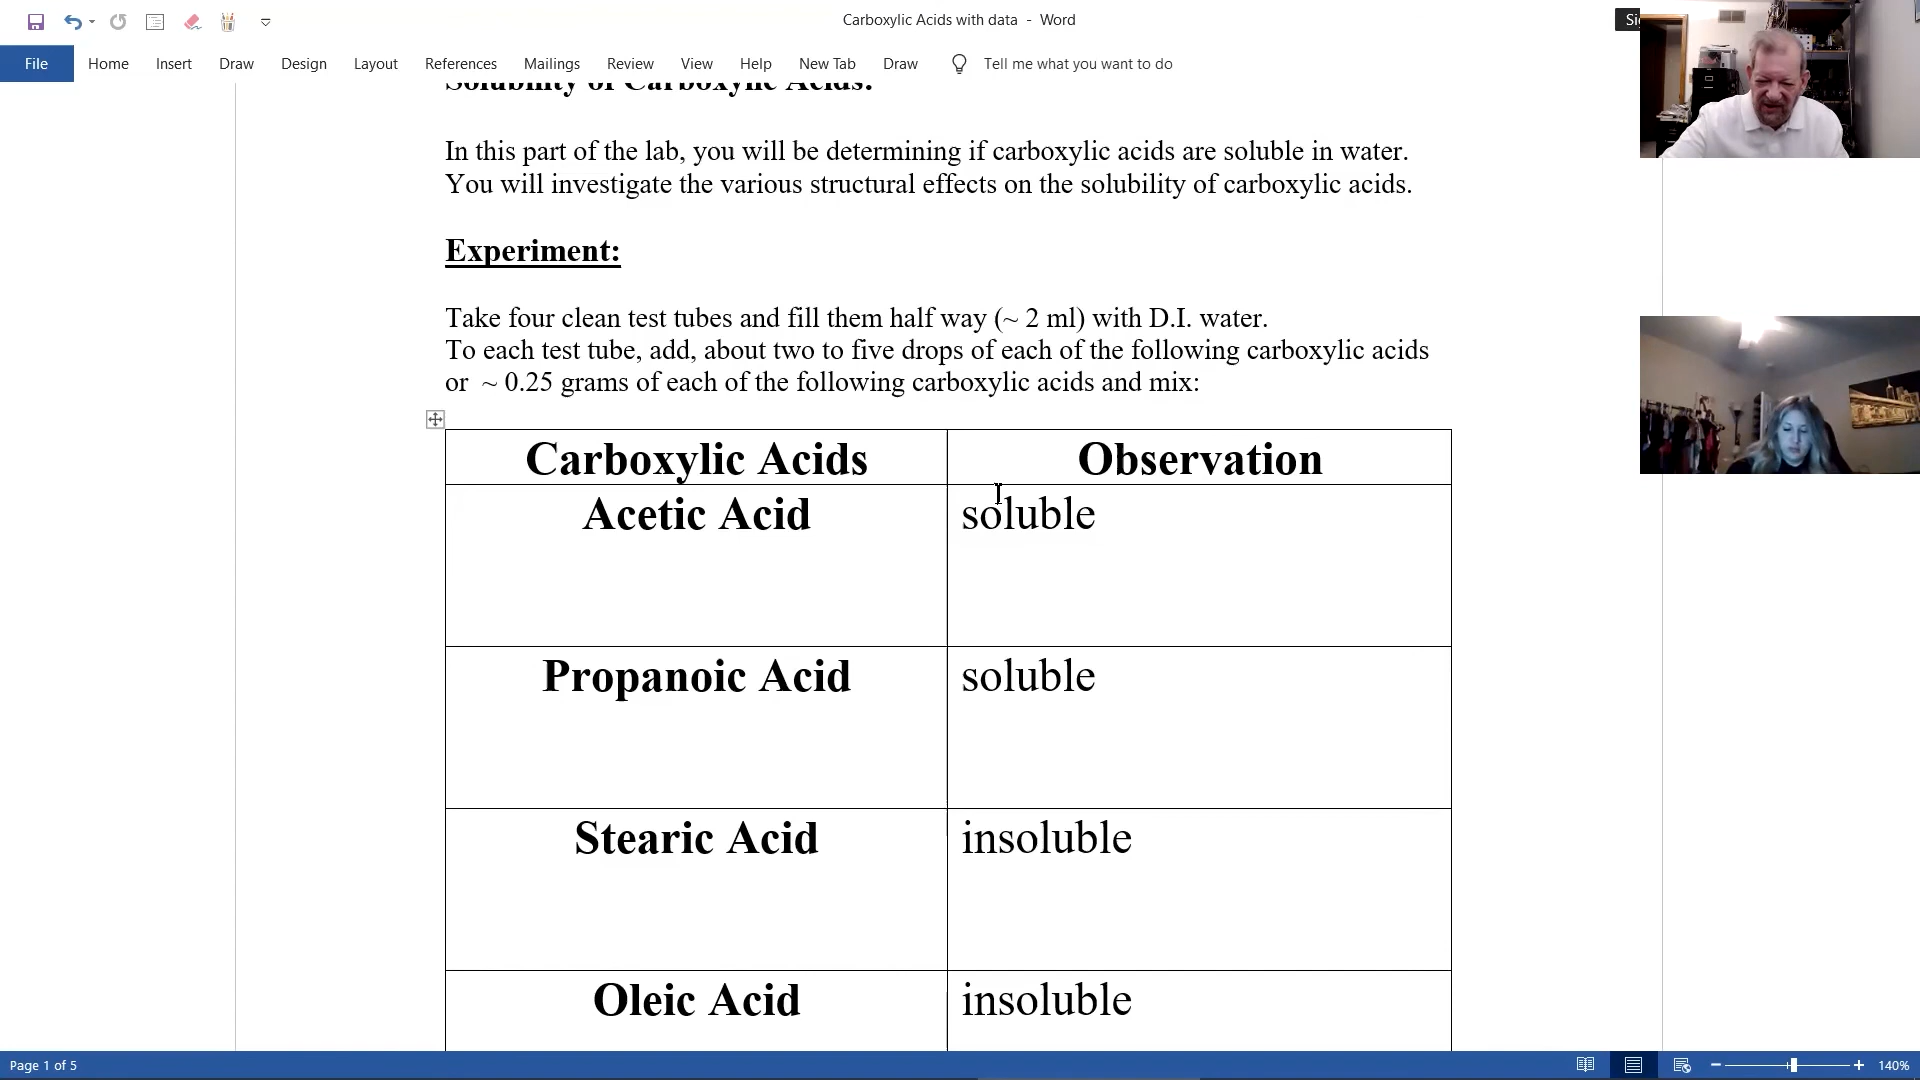 Carboxylic Acids with data - Word
File Home Insert Draw Design Layout References Mailings Review View Help New Tab Draw Tell me what you want to do
Solubility of Carboxylic Acids:
In this part of the lab, you will be determining if carboxylic acids are soluble in water.
You will investigate the various structural effects on the solubility of carboxylic acids.
Experiment:
Take four clean test tubes and fill them half way (~ 2 ml) with D.I. water.
To each test tube, add, about two to five drops of each of the following carboxylic acids
or ~ 0.25 grams of each of the following carboxylic acids and mix:
Carboxylic Acids Observation
Acetic Acid soluble
Propanoic Acid soluble
Stearic Acid insoluble
Oleic Acid insoluble
Page 1 of 5 140%